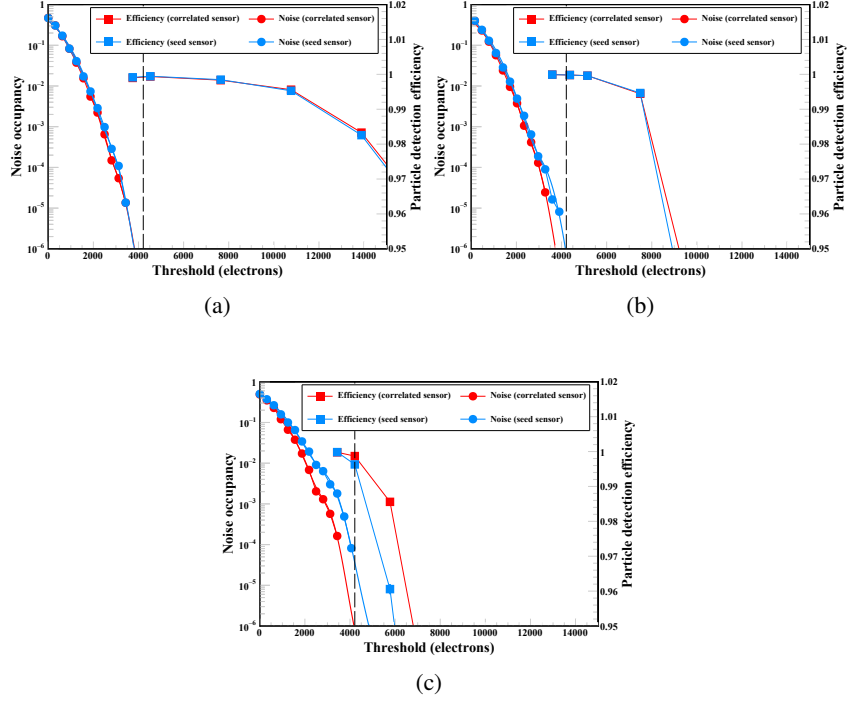 Efficiency (correlated sensor) Noise (correlated sensor)
Efficiency (seed sensor) Noise (seed sensor)
Noise occupancy
1
10⁻¹
10⁻²
10⁻³
10⁻⁴
10⁻⁵
10⁻⁶
0 2000 4000 6000 8000 10000 12000 14000
Threshold (electrons)
1.02
1.01
1
0.99
0.98
0.97
0.96
0.95
Particle detection efficiency
(a)
Efficiency (correlated sensor) Noise (correlated sensor)
Efficiency (seed sensor) Noise (seed sensor)
Noise occupancy
1
10⁻¹
10⁻²
10⁻³
10⁻⁴
10⁻⁵
10⁻⁶
0 2000 4000 6000 8000 10000 12000 14000
Threshold (electrons)
1.02
1.01
1
0.99
0.98
0.97
0.96
0.95
Particle detection efficiency
(b)
Efficiency (correlated sensor) Noise (correlated sensor)
Efficiency (seed sensor) Noise (seed sensor)
Noise occupancy
1
10⁻¹
10⁻²
10⁻³
10⁻⁴
10⁻⁵
10⁻⁶
0 2000 4000 6000 8000 10000 12000 14000
Threshold (electrons)
1.02
1.01
1
0.99
0.98
0.97
0.96
0.95
Particle detection efficiency
(c)